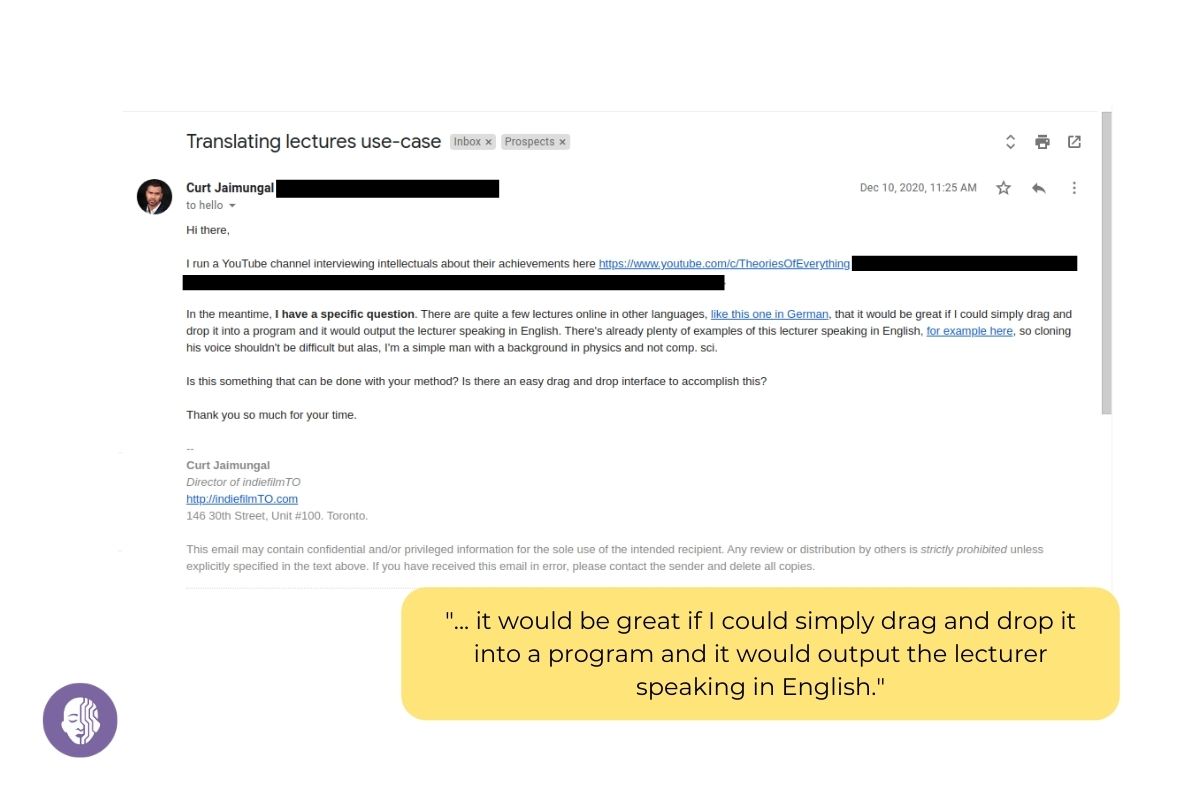 Translating lectures use-case Inbox × Prospects ×
Curt Jaimungal Dec 10, 2020, 11:25 AM
to hello
Hi there,
I run a YouTube channel interviewing intellectuals about their achievements here https://www.youtube.com/c/TheoriesOfEverything
In the meantime, I have a specific question. There are quite a few lectures online in other languages, like this one in German, that it would be great if I could simply drag and
drop it into a program and it would output the lecturer speaking in English. There's already plenty of examples of this lecturer speaking in English, for example here, so cloning
his voice shouldn't be difficult but alas, I'm a simple man with a background in physics and not comp. sci.
Is this something that can be done with your method? Is there an easy drag and drop interface to accomplish this?
Thank you so much for your time.
--
Curt Jaimungal
Director of indiefilmTO
http://indiefilmTO.com
146 30th Street, Unit #100. Toronto.
This email may contain confidential and/or privileged information for the sole use of the intended recipient. Any review or distribution by others is strictly prohibited unless
explicitly specified in the text above. If you have received this email in error, please contact the sender and delete all copies.
"... it would be great if I could simply drag and drop it
into a program and it would output the lecturer
speaking in English."